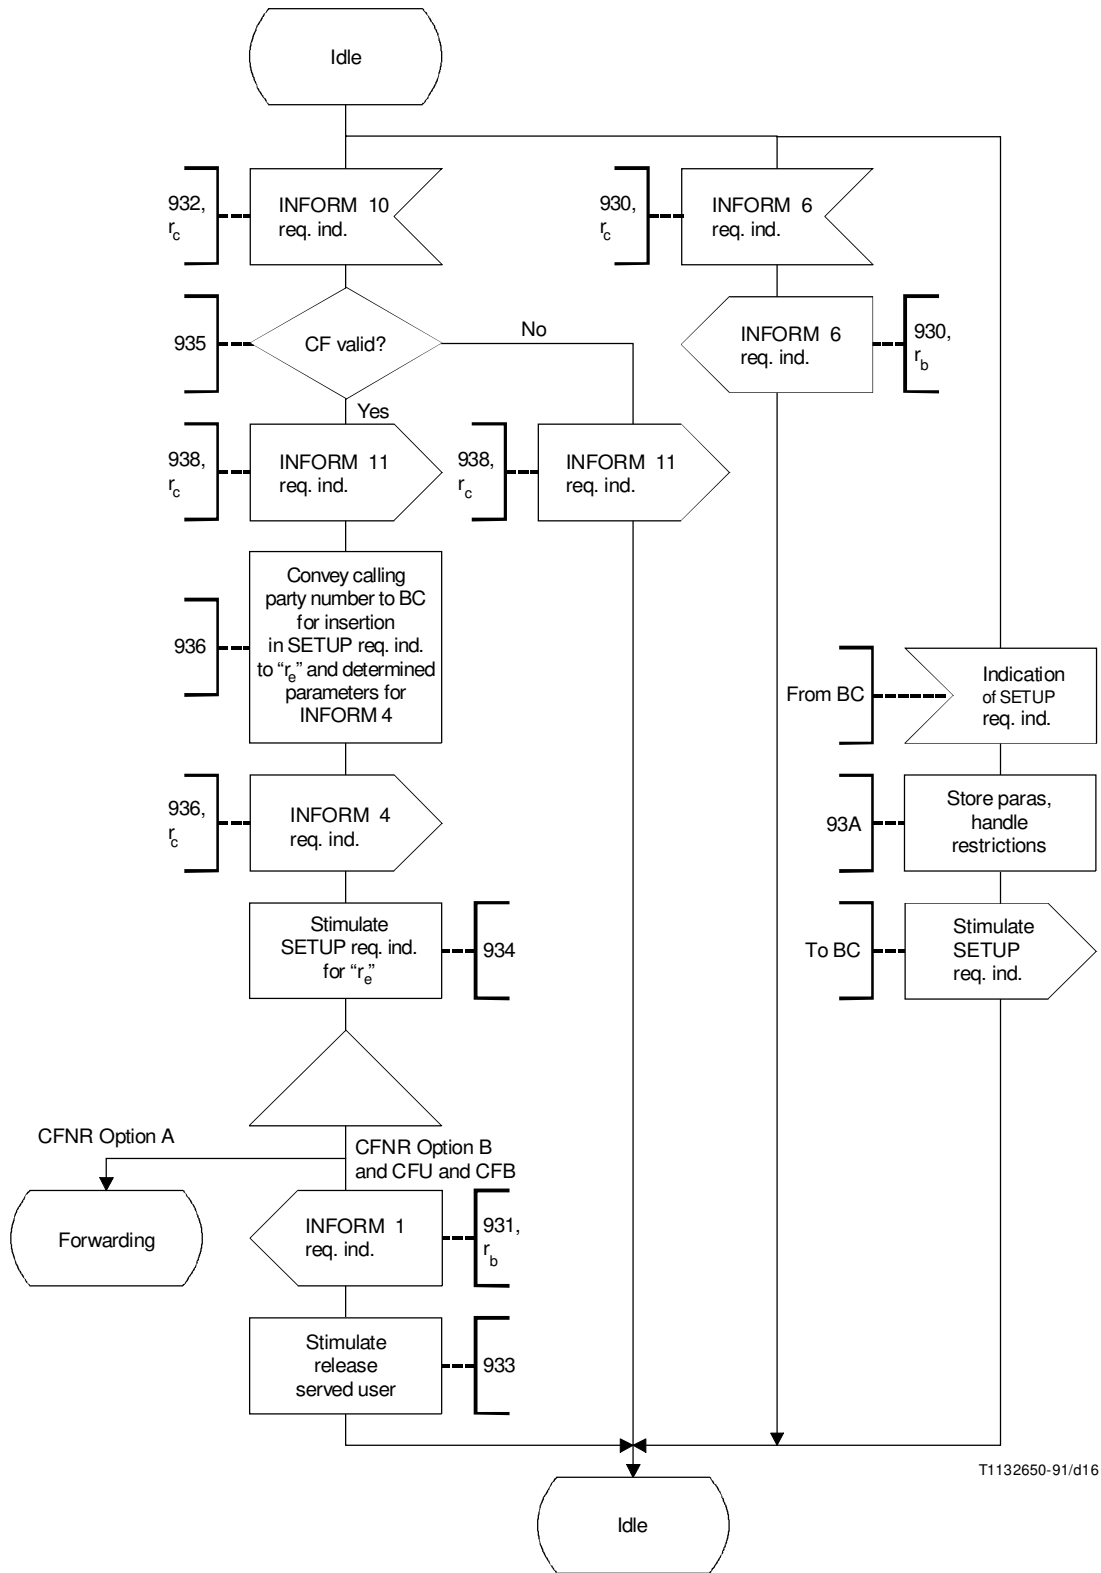 Idle
932,
rc
INFORM 10
req. ind.
930,
rc
INFORM 6
req. ind.
935
CF valid?
No
INFORM 6
req. ind.
930,
rb
Yes
938,
rc
INFORM 11
req. ind.
938,
rc
INFORM 11
req. ind.
936
Convey calling
party number to BC
for insertion
in SETUP req. ind.
to “re” and determined
parameters for
INFORM 4
From BC
Indication
of SETUP
req. ind.
936,
rc
INFORM 4
req. ind.
93A
Store paras,
handle
restrictions
Stimulate
SETUP req. ind.
for “re”
934
To BC
Stimulate
SETUP
req. ind.
CFNR Option A
CFNR Option B
and CFU and CFB
Forwarding
INFORM 1
req. ind.
931,
rb
Stimulate
release
served user
933
T1132650-91/d16
Idle